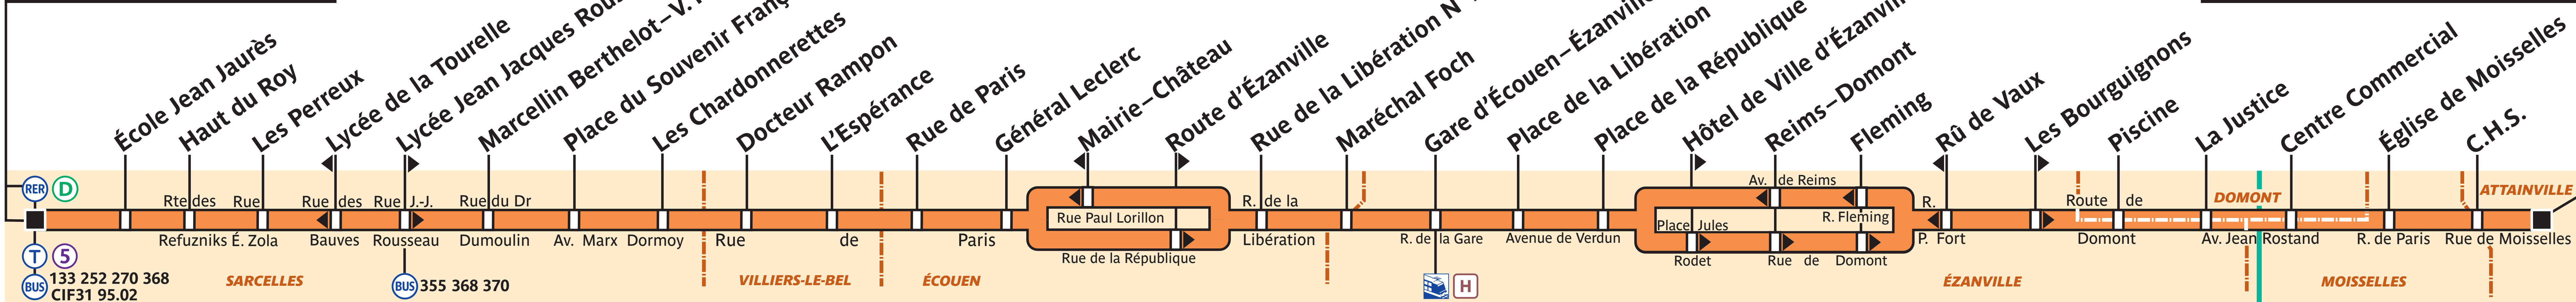 École Jean Jaurès
Haut du Roy
Les Perreux
Lycée de la Tourelle
Lycée Jean Jacques
Marcellin Berthelot – V.
Place du Souvenir
Les Chardonnerettes
Docteur Rampon
L'Espérance
Rue de Paris
Général Leclerc
Mairie – Château
Route d'Ézanville
Rue de la Libération N
Maréchal Foch
Gare d'Écouen – Ézanville
Place de la Libération
Place de la République
Hôtel de Ville d'Ézanville
Reims – Domont
Fleming
Rû de Vaux
Les Bourguignons
Piscine
La Justice
Centre Commercial
Église de Moisselles
C.H.S.
RER D
Rte des
Refuzniks
Rue
É. Zola
Rue des
Bauves
Rue J.-J.
Rousseau
Rue du Dr
Dumoulin
Av. Marx Dormoy
Rue de Paris
Rue Paul Lorillon
Rue de la République
R. de la
Libération
R. de la Gare
Avenue de Verdun
Av. de Reims
R. Fleming
Place Jules
Rodet
Rue de Domont
R.
P. Fort
Route de
Domont
Av. Jean Rostand
R. de Paris
Rue de Moisselles
DOMONT
ATTAINVILLE
T 5
BUS 133 252 270 368
CIF31 95.02
SARCELLES
BUS 355 368 370
VILLIERS-LE-BEL
ÉCOUEN
H
ÉZANVILLE
MOISSELLES